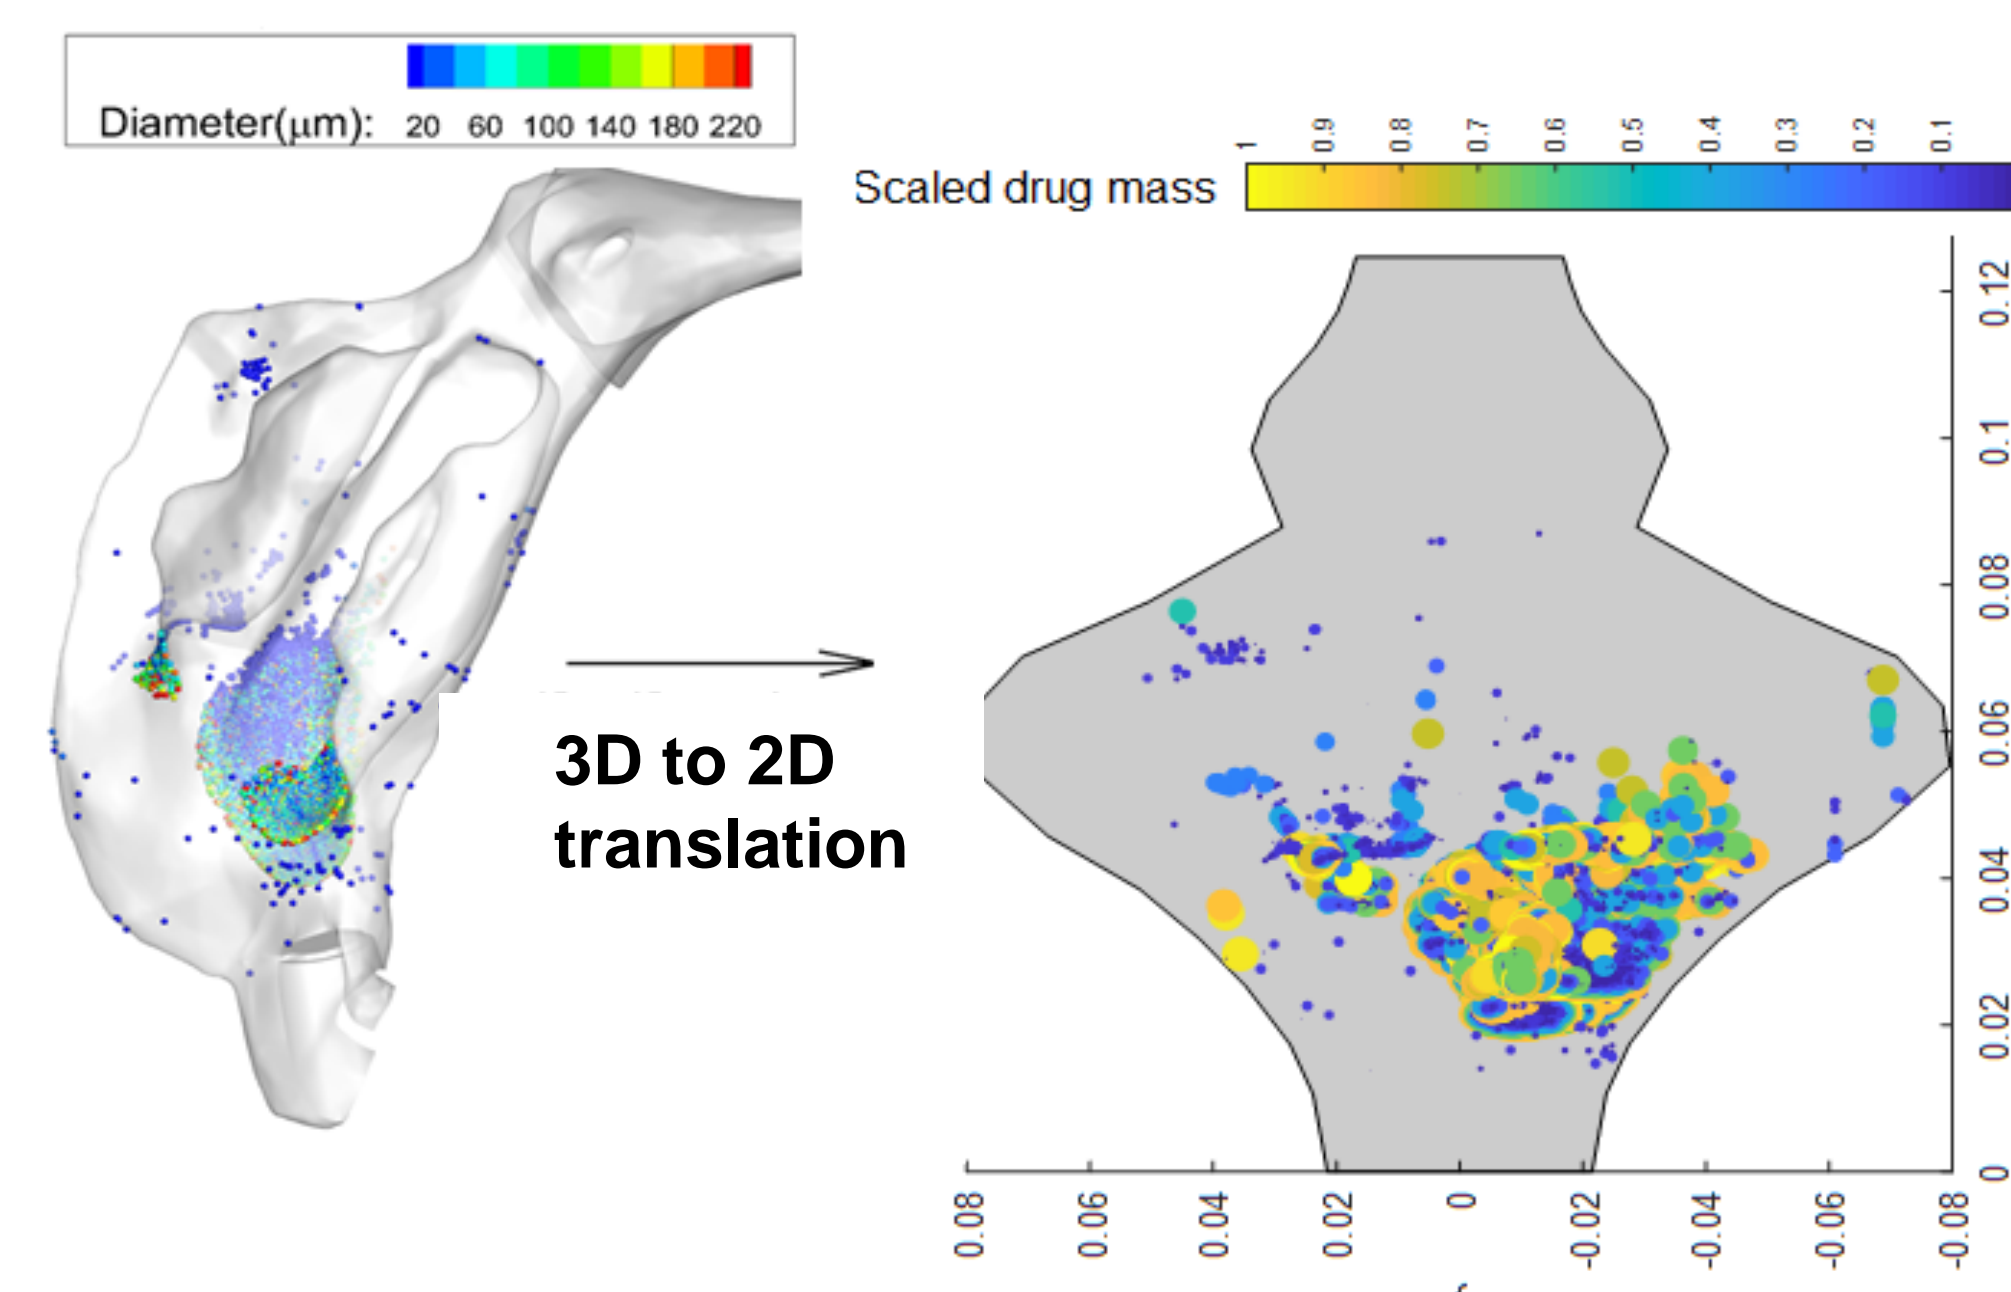 Diameter(μm):
20 60 100 140 180 220
Scaled drug mass
1 0.9 0.8 0.7 0.6 0.5 0.4 0.3 0.2 0.1
3D to 2D
translation
0.12
0.1
0.08
0.06
0.04
0.02
0
0.08 0.06 0.04 0.02 0 -0.02 -0.04 -0.06 -0.08